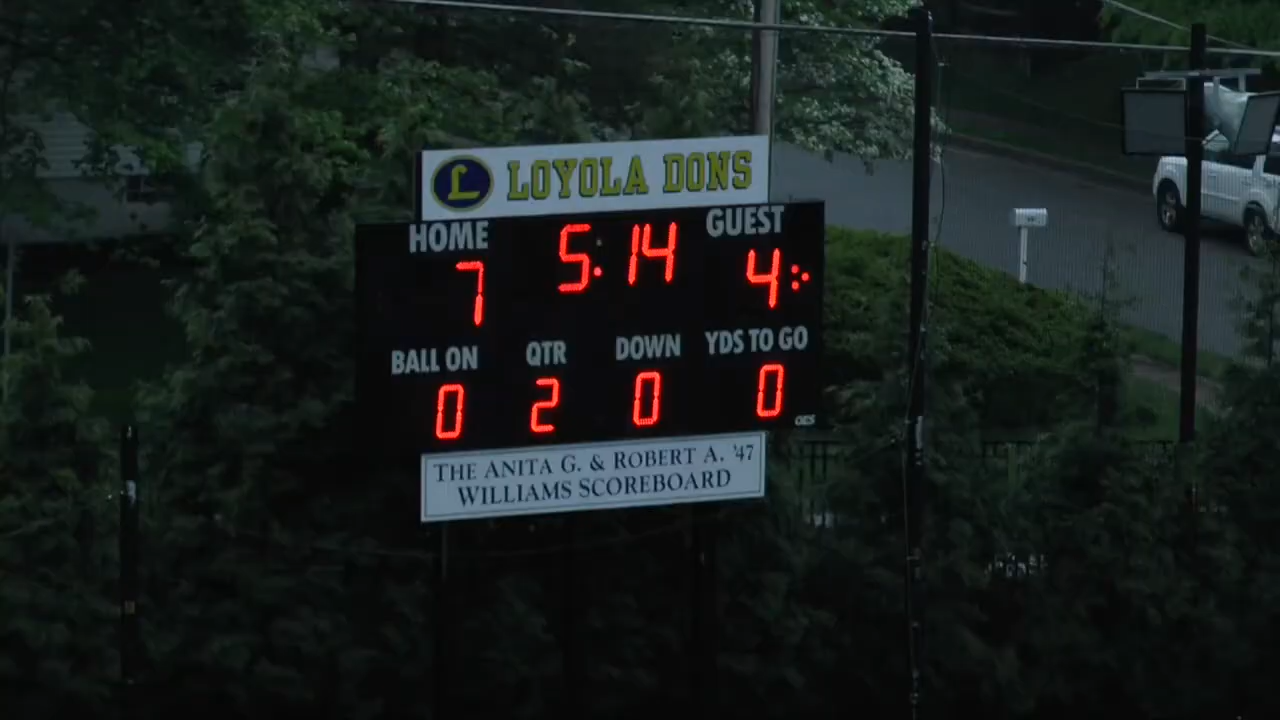 L LOYOLA DONS
HOME 5:14 GUEST
7 4
BALL ON QTR DOWN YDS TO GO
0 2 0 0
OES
THE ANITA G. & ROBERT A. '47
WILLIAMS SCOREBOARD